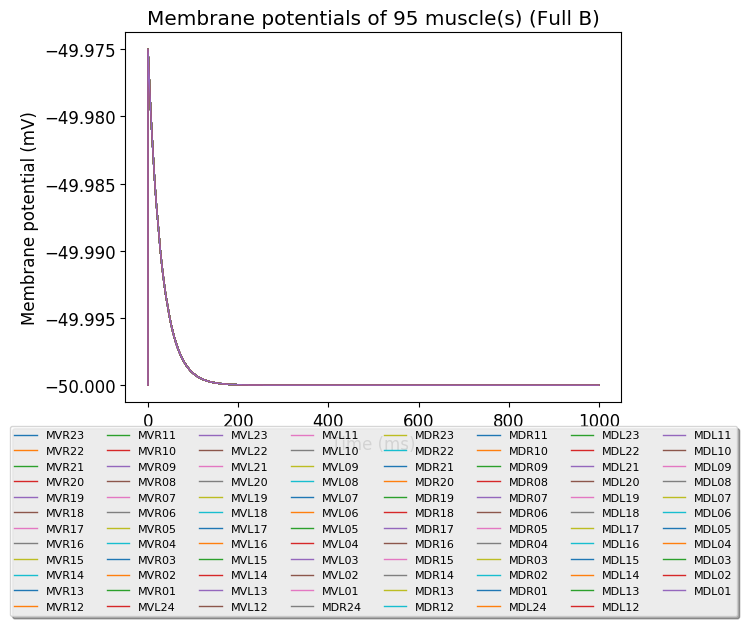 Membrane potentials of 95 muscle(s) (Full B)
Membrane potential (mV)
−49.975
−49.980
−49.985
−49.990
−49.995
−50.000
0 200 400 600 800 1000
Time (ms)
MVR23 MVR11 MVL23 MVL11 MDR23 MDR11 MDL23 MDL11
MVR22 MVR10 MVL22 MVL10 MDR22 MDR10 MDL22 MDL10
MVR21 MVR09 MVL21 MVL09 MDR21 MDR09 MDL21 MDL09
MVR20 MVR08 MVL20 MVL08 MDR20 MDR08 MDL20 MDL08
MVR19 MVR07 MVL19 MVL07 MDR19 MDR07 MDL19 MDL07
MVR18 MVR06 MVL18 MVL06 MDR18 MDR06 MDL18 MDL06
MVR17 MVR05 MVL17 MVL05 MDR17 MDR05 MDL17 MDL05
MVR16 MVR04 MVL16 MVL04 MDR16 MDR04 MDL16 MDL04
MVR15 MVR03 MVL15 MVL03 MDR15 MDR03 MDL15 MDL03
MVR14 MVR02 MVL14 MVL02 MDR14 MDR02 MDL14 MDL02
MVR13 MVR01 MVL13 MVL01 MDR13 MDR01 MDL13 MDL01
MVR12 MVL24 MVL12 MDR24 MDR12 MDL24 MDL12